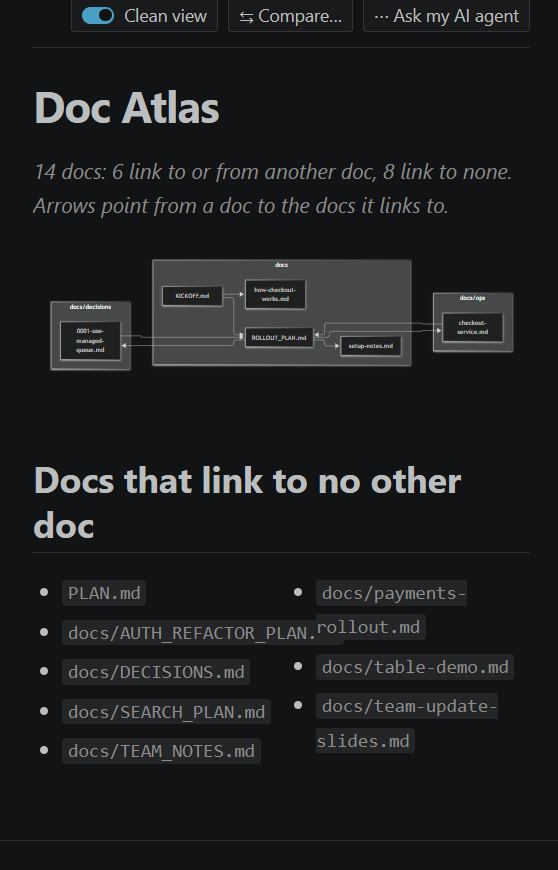 Clean view
⇆ Compare...
··· Ask my AI agent
Doc Atlas
14 docs: 6 link to or from another doc, 8 link to none.
Arrows point from a doc to the docs it links to.
docs/decisions
0001-use-
managed-
queue.md
docs
KICKOFF.md
how-checkout-
works.md
ROLLOUT_PLAN.md
setup-notes.md
docs/ops
checkout-
service.md
Docs that link to no other
doc
PLAN.md
docs/AUTH_REFACTOR_PLAN.
docs/DECISIONS.md
docs/SEARCH_PLAN.md
docs/TEAM_NOTES.md
docs/payments-
rollout.md
docs/table-demo.md
docs/team-update-
slides.md